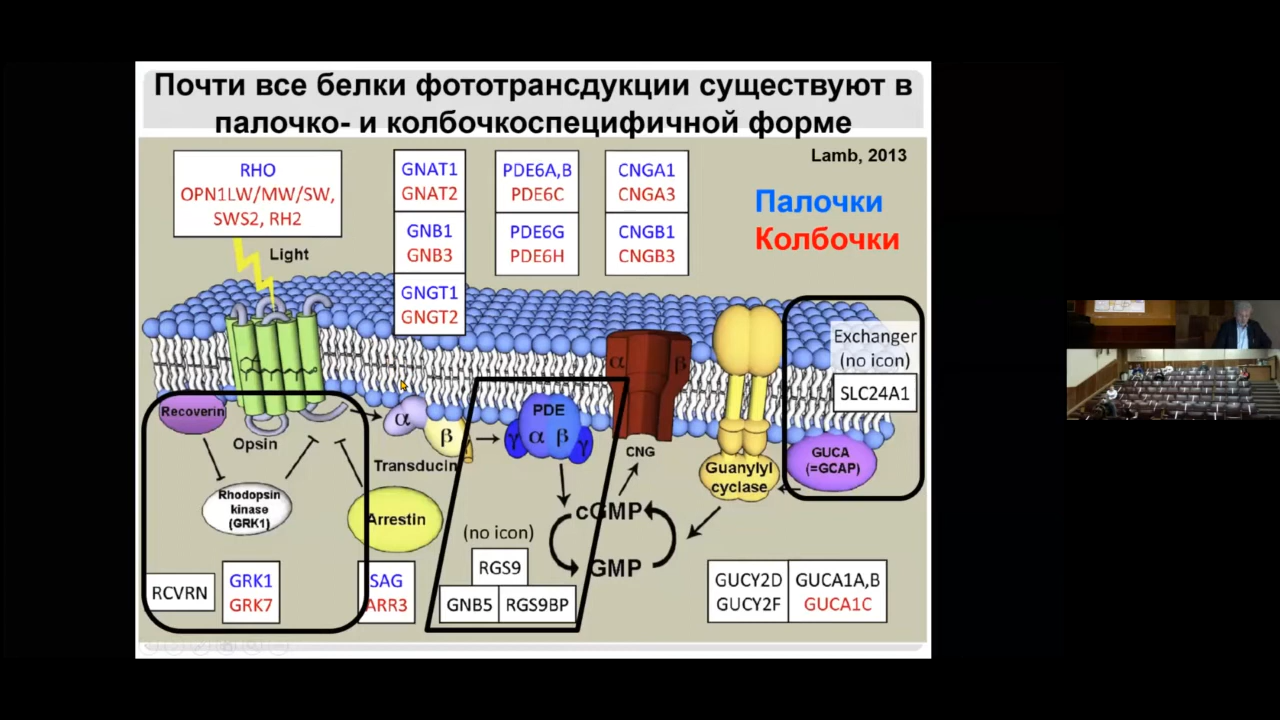 Почти все белки фототрансдукции существуют в
палочко- и колбочкоспецифичной форме
Lamb, 2013
Палочки
Колбочки
RHO
OPN1LW/MW/SW,
SWS2, RH2
GNAT1
GNAT2
GNB1
GNB3
GNGT1
GNGT2
PDE6A,B
PDE6C
PDE6G
PDE6H
CNGA1
CNGA3
CNGB1
CNGB3
Light
Exchanger
(no icon)
SLC24A1
Recoverin
Opsin
α
β
Transducin
PDE
γ α β γ
α β
CNG
Guanylyl
cyclase
GUCA
(=GCAP)
Rhodopsin
kinase
(GRK1)
Arrestin
cGMP
GMP
(no icon)
RGS9
GNB5
RGS9BP
RCVRN
GRK1
GRK7
SAG
ARR3
GUCY2D
GUCY2F
GUCA1A,B
GUCA1C